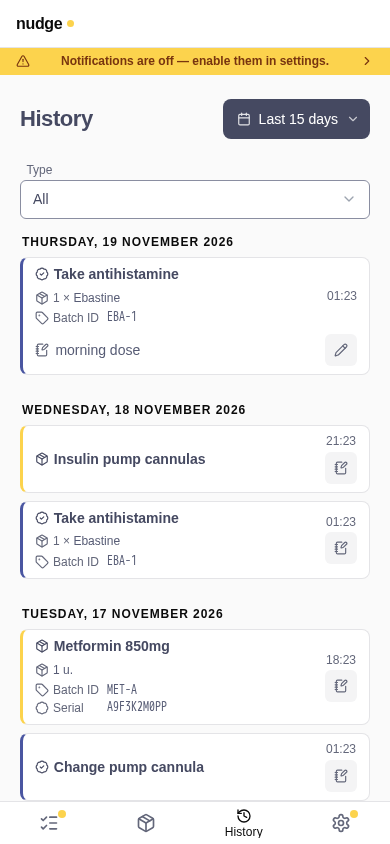 nudge
Notifications are off — enable them in settings.
History
Last 15 days
Type
All
THURSDAY, 19 NOVEMBER 2026
Take antihistamine
1 × Ebastine
01:23
Batch ID EBA-1
morning dose
WEDNESDAY, 18 NOVEMBER 2026
21:23
Insulin pump cannulas
Take antihistamine
01:23
1 × Ebastine
Batch ID EBA-1
TUESDAY, 17 NOVEMBER 2026
Metformin 850mg
18:23
1 u.
Batch ID MET-A
Serial A9F3K2M0PP
01:23
Change pump cannula
History